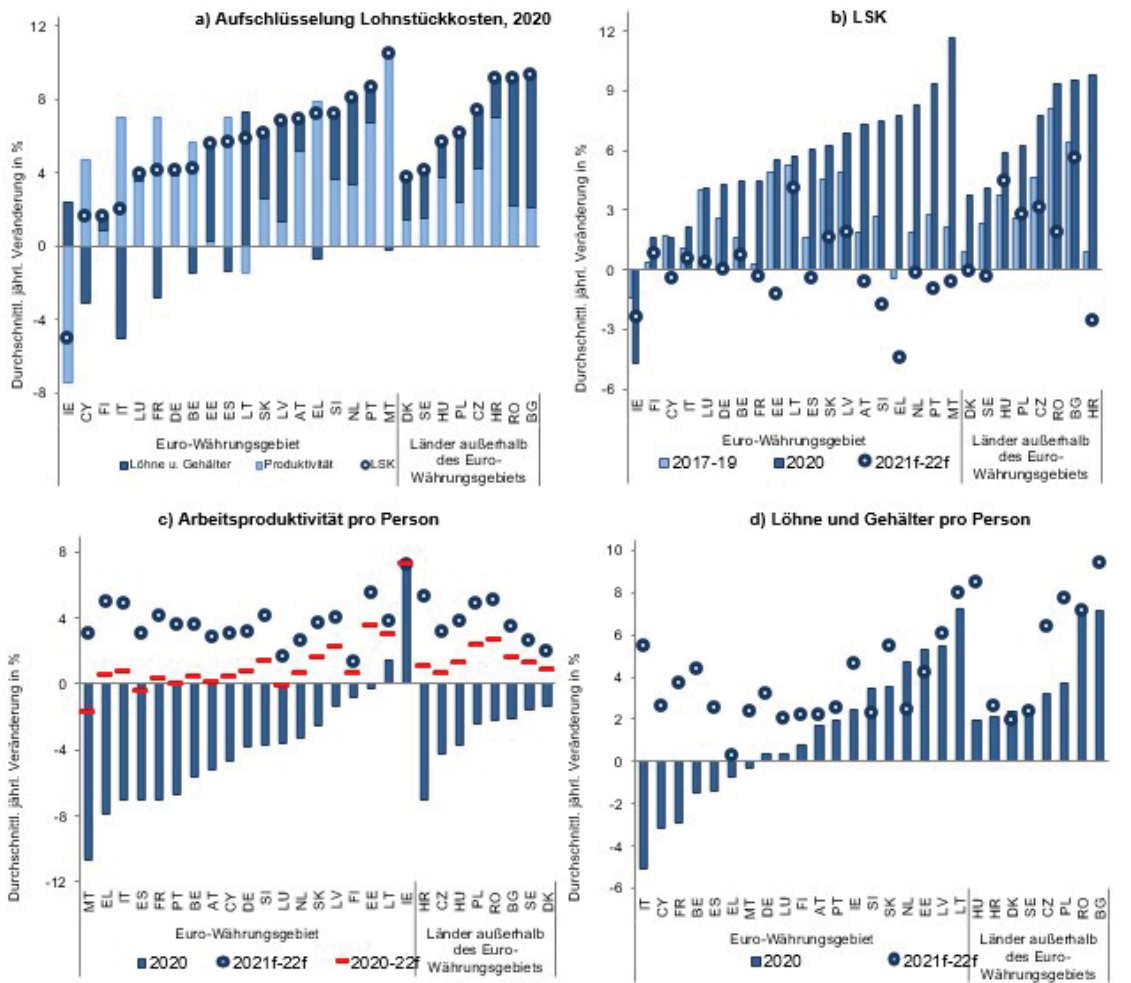 a) Aufschlüsselung Lohnstückkosten, 2020
Durchschnittl. jährl. Veränderung in %
12
8
4
0
-4
-8
IE CY FI IT LU FR DE BE EE ES LT SK LV AT EL SI NL PT MT DK SE HU PL CZ HR RO BG
Euro-Währungsgebiet
Länder außerhalb
des Euro-
Währungsgebiets
Löhne u. Gehälter Produktivität LSK
b) LSK
Durchschnittl. jährl. Veränderung in %
12
9
6
3
0
-3
-6
IE FI CY IT LU DE BE FR EE LT ES SK LV AT SI EL NL PT MT DK SE HU PL CZ RO BG HR
Euro-Währungsgebiet
Länder außerhalb
des Euro-
Währungsgebiets
2017-19 2020 2021f-22f
c) Arbeitsproduktivität pro Person
Durchschnittl. jährl. Veränderung in %
8
4
0
-4
-8
-12
MT EL IT ES FR PT BE AT CY DE SI LU NL SK LV FI EE LT IE HR CZ HU PL RO BG SE DK
Euro-Währungsgebiet
Länder außerhalb
des Euro-
Währungsgebiets
2020 2021f-22f 2020-22f
d) Löhne und Gehälter pro Person
Durchschnittl. jährl. Veränderung in %
10
8
6
4
2
0
-2
-4
-6
IT CY FR BE ES EL MT DE LU FI AT PT IE SI SK NL EE LV LT HU HR DK SE CZ PL RO BG
Euro-Währungsgebiet
Länder außerhalb
des Euro-
Währungsgebiets
2020 2021f-22f